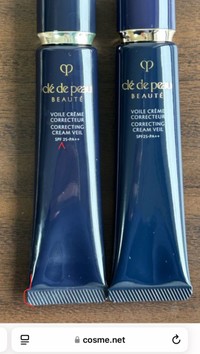 clé de peau
BEAUTÉ
VOILE CRÈME
CORRECTEUR
CORRECTING
CREAM VEIL
SPF 25•PA++
clé de peau
BEAUTÉ
VOILE CRÈME
CORRECTEUR
CORRECTING
CREAM VEIL
SPF25•PA++
cosme.net